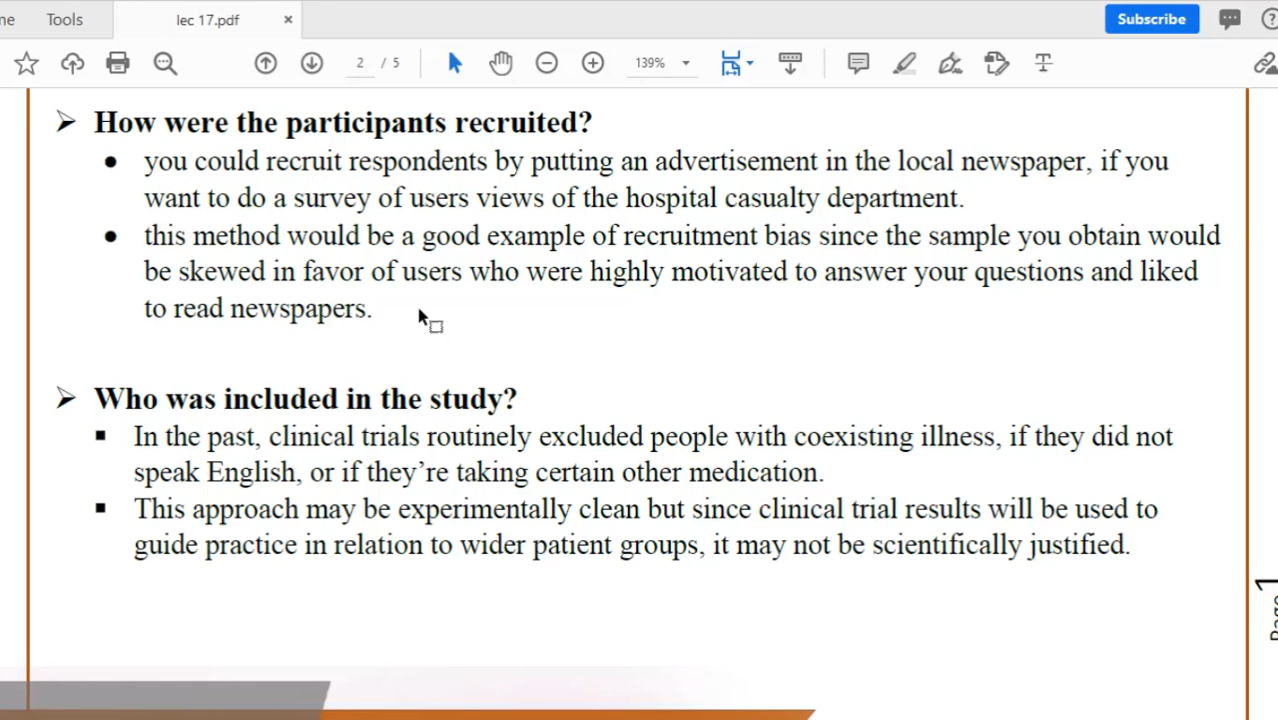 ne Tools lec 17.pdf × Subscribe
2 / 5 139%
➢ How were the participants recruited?
● you could recruit respondents by putting an advertisement in the local newspaper, if you
want to do a survey of users views of the hospital casualty department.
● this method would be a good example of recruitment bias since the sample you obtain would
be skewed in favor of users who were highly motivated to answer your questions and liked
to read newspapers.
➢ Who was included in the study?
▪ In the past, clinical trials routinely excluded people with coexisting illness, if they did not
speak English, or if they’re taking certain other medication.
▪ This approach may be experimentally clean but since clinical trial results will be used to
guide practice in relation to wider patient groups, it may not be scientifically justified.
Page 1